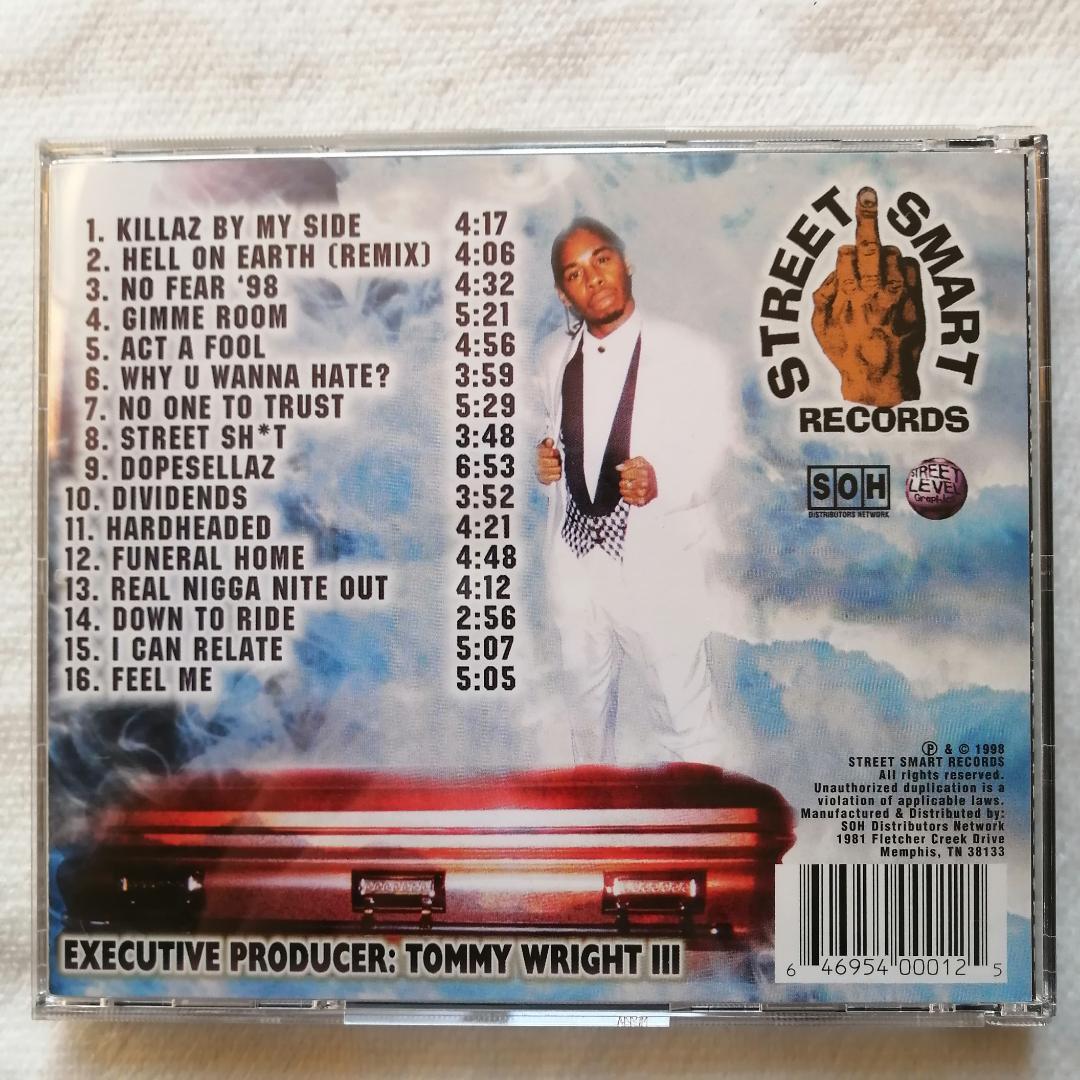 1. KILLAZ BY MY SIDE 4:17
2. HELL ON EARTH (REMIX) 4:06
3. NO FEAR '98 4:32
4. GIMME ROOM 5:21
5. ACT A FOOL 4:56
6. WHY U WANNA HATE? 3:59
7. NO ONE TO TRUST 5:29
8. STREET SH*T 3:48
9. DOPESELLAZ 6:53
10. DIVIDENDS 3:52
11. HARDHEADED 4:21
12. FUNERAL HOME 4:48
13. REAL NIGGA NITE OUT 4:12
14. DOWN TO RIDE 2:56
15. I CAN RELATE 5:07
16. FEEL ME 5:05
STREET SMART
RECORDS
SOH
DISTRIBUTORS NETWORK
STREET
LEVEL
Graphics
℗ & © 1998
STREET SMART RECORDS
All rights reserved.
Unauthorized duplication is a
violation of applicable laws.
Manufactured & Distributed by:
SOH Distributors Network
1981 Fletcher Creek Drive
Memphis, TN 38133
EXECUTIVE PRODUCER: TOMMY WRIGHT III
6 46954 00012 5